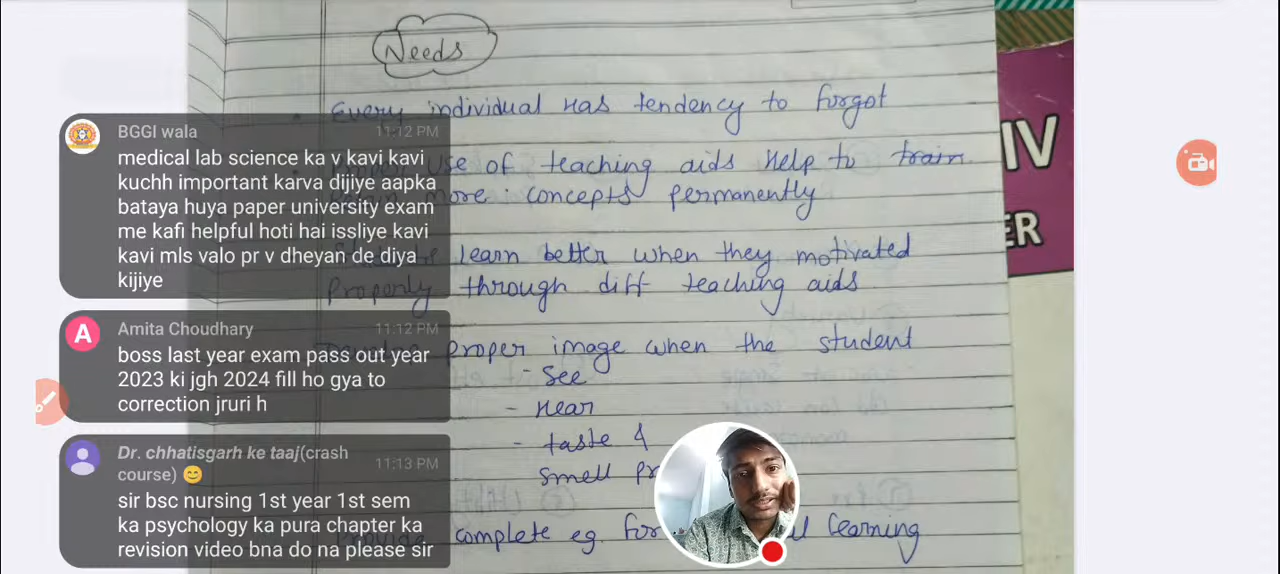 Needs
Every individual has tendency to forgot
use of teaching aids help to train
more concepts permanently
learn better when they motivated
Properly through diff teaching aids
proper image when the student
- see
- hear
- taste &
smell
complete eg. for learning
IV
ER
BGGI wala 11:12 PM
medical lab science ka v kavi kavi
kuchh important karva dijiye aapka
bataya huya paper university exam
me kafi helpful hoti hai issliye kavi
kavi mls valo pr v dheyan de diya
kijiye
A
Amita Choudhary 11:12 PM
boss last year exam pass out year
2023 ki jgh 2024 fill ho gya to
correction jruri h
Dr. chhatisgarh ke taaj(crash
course) 😊 11:13 PM
sir bsc nursing 1st year 1st sem
ka psychology ka pura chapter ka
revision video bna do na please sir